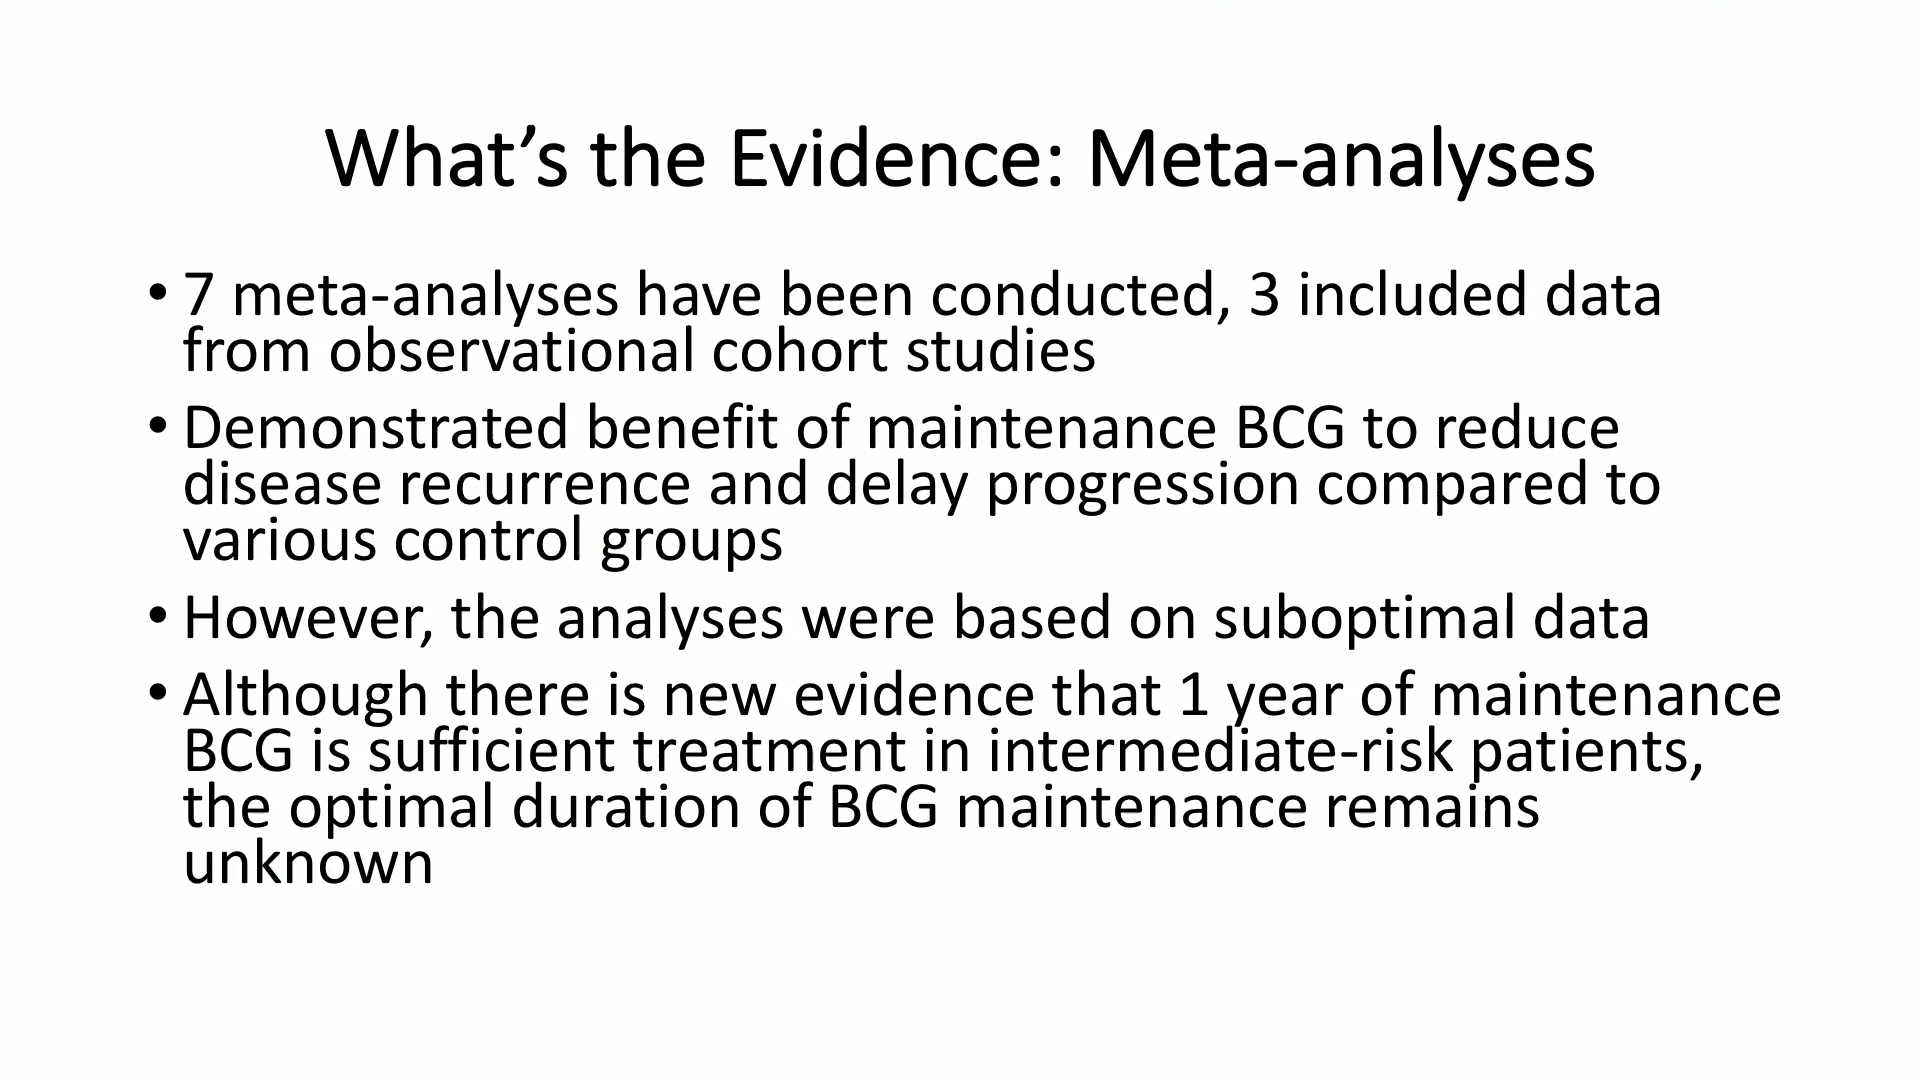 What’s the Evidence: Meta-analyses
• 7 meta-analyses have been conducted, 3 included data
from observational cohort studies
• Demonstrated benefit of maintenance BCG to reduce
disease recurrence and delay progression compared to
various control groups
• However, the analyses were based on suboptimal data
• Although there is new evidence that 1 year of maintenance
BCG is sufficient treatment in intermediate-risk patients,
the optimal duration of BCG maintenance remains
unknown